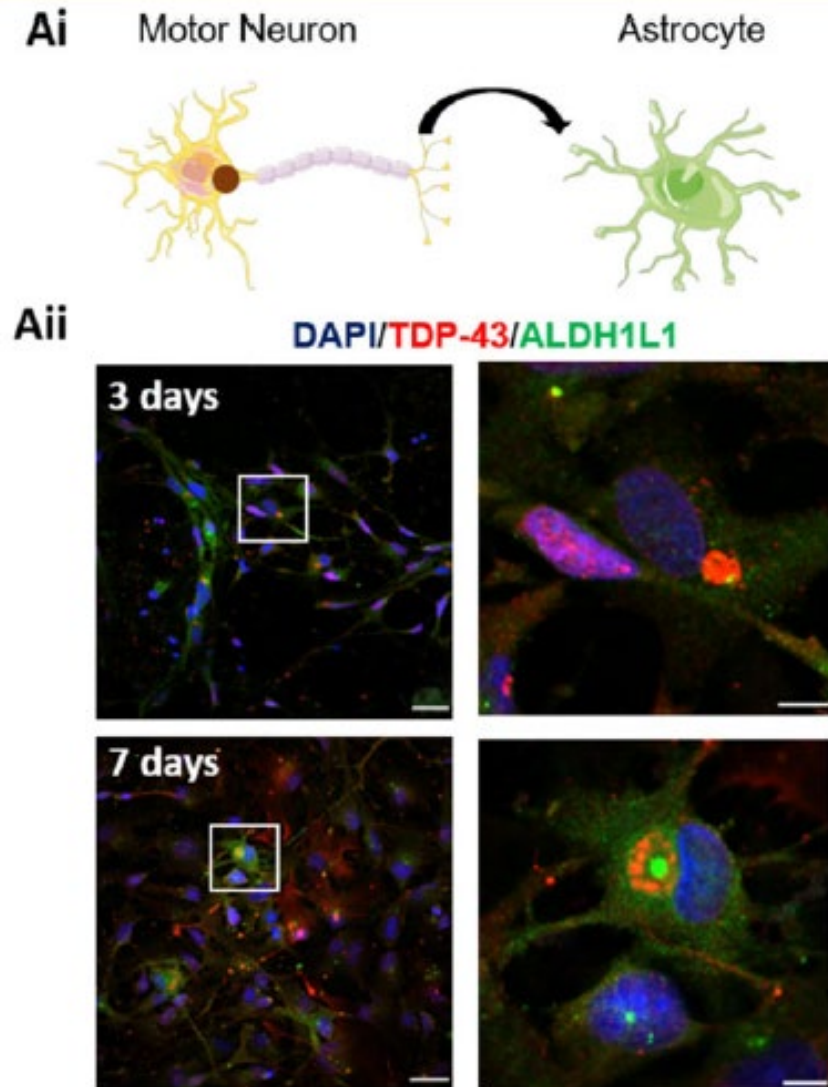 Ai Motor Neuron Astrocyte
Aii DAPI/TDP-43/ALDH1L1
3 days
7 days